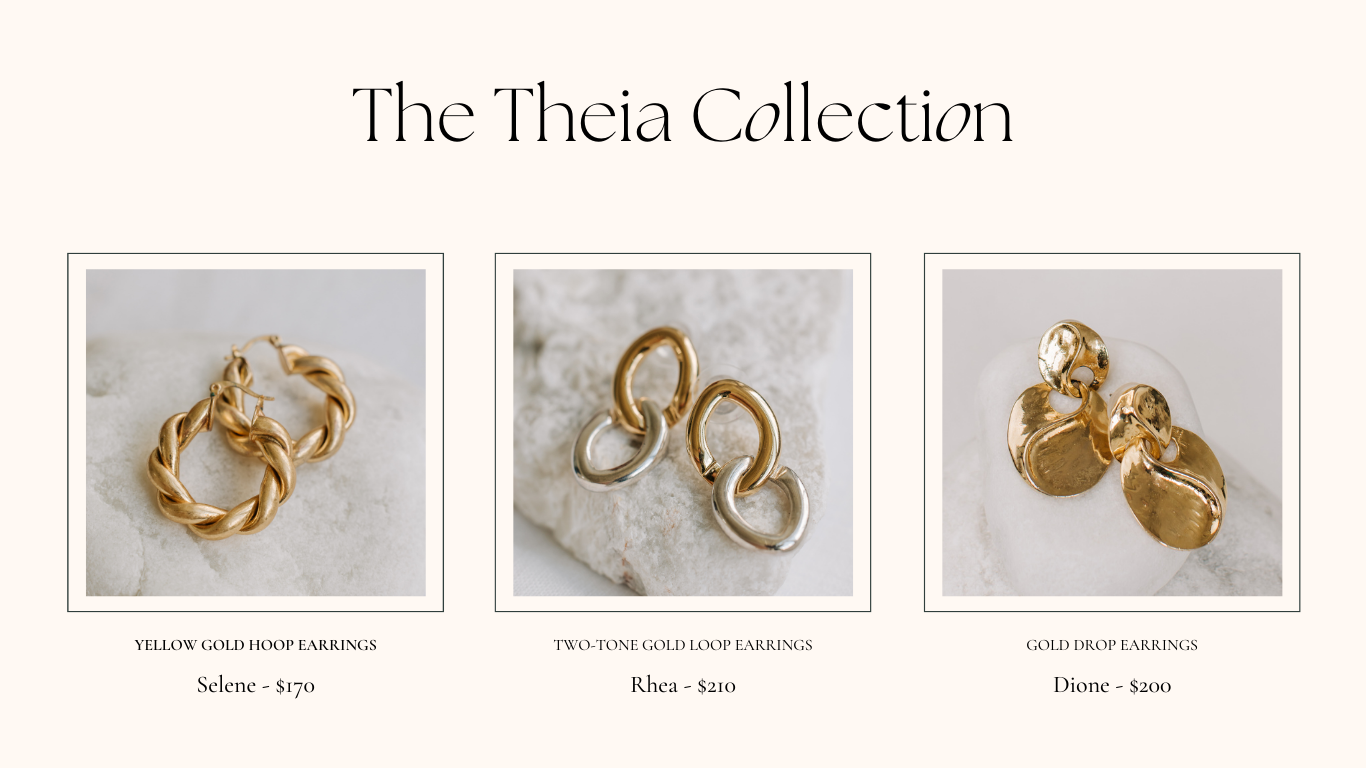 The Theia Collection
YELLOW GOLD HOOP EARRINGS
Selene - $170
TWO-TONE GOLD LOOP EARRINGS
Rhea - $210
GOLD DROP EARRINGS
Dione - $200